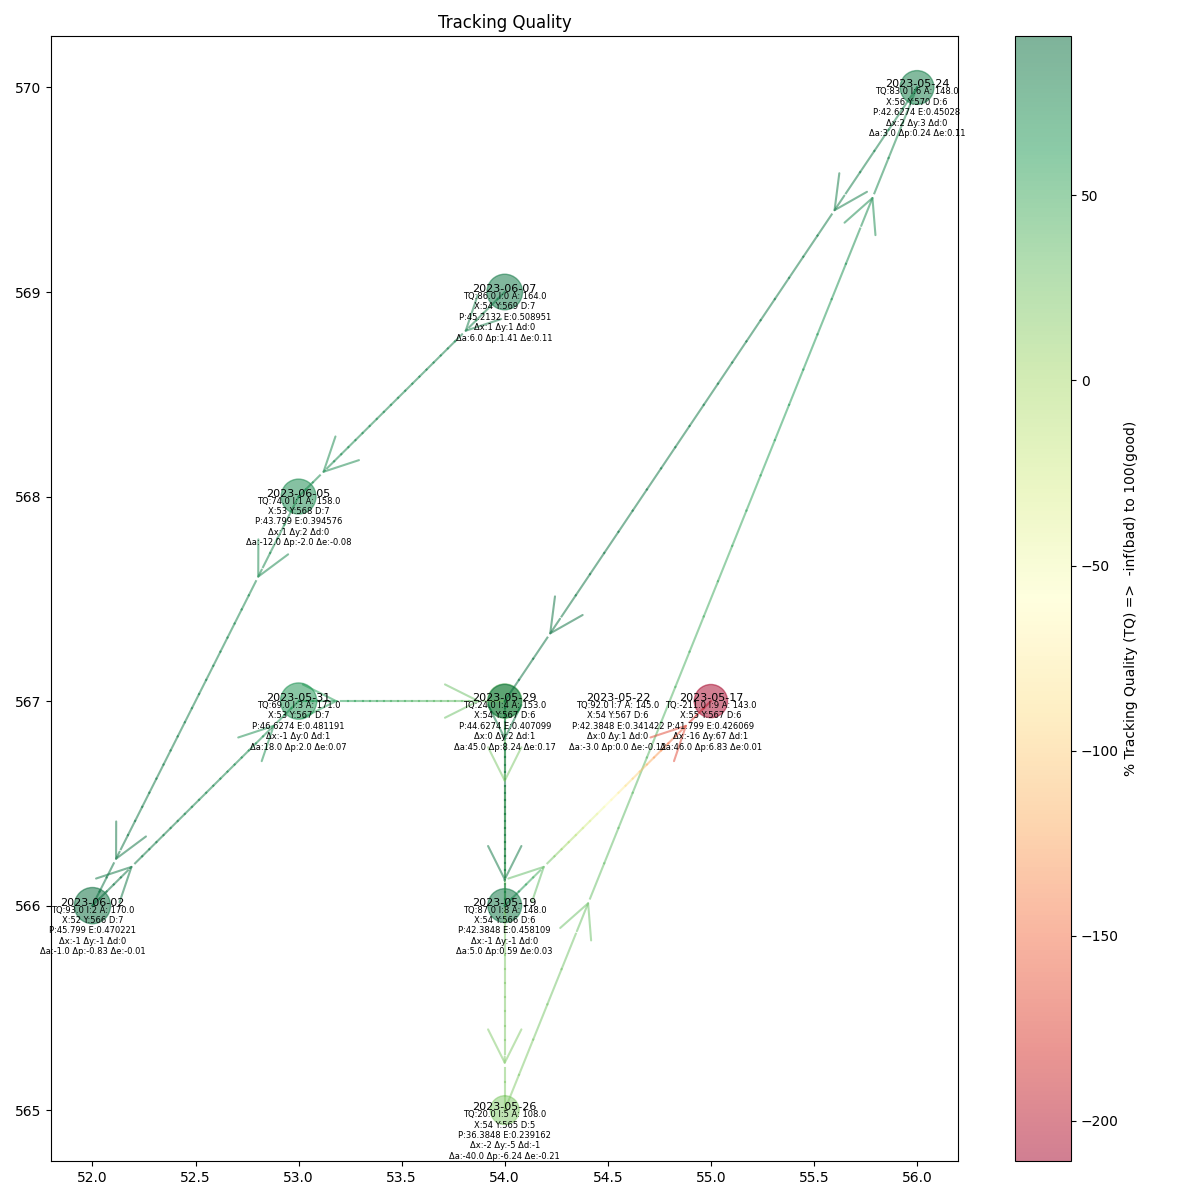 Tracking Quality
570
569
568
567
566
565
2023-05-24
TQ:83.0 I:6 A: 148.0
X:56 Y:570 D:6
P:42.6274 E:0.45028
Δx:2 Δy:3 Δd:0
Δa:3.0 Δp:0.24 Δe:0.11
2023-06-07
TQ:86.0 I:0 A: 164.0
X:54 Y:569 D:7
P:45.2132 E:0.508951
Δx:1 Δy:1 Δd:0
Δa:6.0 Δp:1.41 Δe:0.11
2023-06-05
TQ:74.0 I:1 A: 158.0
X:53 Y:568 D:7
P:43.799 E:0.394576
Δx:1 Δy:2 Δd:0
Δa:-12.0 Δp:-2.0 Δe:-0.08
2023-05-31
TQ:69.0 I:3 A: 171.0
X:53 Y:567 D:7
P:46.6274 E:0.481191
Δx:-1 Δy:0 Δd:1
Δa:18.0 Δp:2.0 Δe:0.07
2023-05-29
TQ:24.0 I:4 A: 153.0
X:54 Y:567 D:6
P:44.6274 E:0.407099
Δx:0 Δy:2 Δd:1
Δa:45.0 Δp:8.24 Δe:0.17
2023-05-22
TQ:92.0 I:7 A: 145.0
X:54 Y:567 D:6
P:42.3848 E:0.341422
Δx:0 Δy:1 Δd:0
Δa:-3.0 Δp:0.0 Δe:-0.12
2023-05-17
TQ:-211.0 I:9 A: 143.0
X:55 Y:567 D:6
P:41.799 E:0.426069
Δx:-16 Δy:67 Δd:1
Δa:46.0 Δp:6.83 Δe:0.01
2023-06-02
TQ:93.0 I:2 A: 170.0
X:52 Y:566 D:7
P:45.799 E:0.470221
Δx:-1 Δy:-1 Δd:0
Δa:-1.0 Δp:-0.83 Δe:-0.01
2023-05-19
TQ:87.0 I:8 A: 148.0
X:54 Y:566 D:6
P:42.3848 E:0.458109
Δx:-1 Δy:-1 Δd:0
Δa:5.0 Δp:0.59 Δe:0.03
2023-05-26
TQ:20.0 I:5 A: 108.0
X:54 Y:565 D:5
P:36.3848 E:0.239162
Δx:-2 Δy:-5 Δd:-1
Δa:-40.0 Δp:-6.24 Δe:-0.21
52.0 52.5 53.0 53.5 54.0 54.5 55.0 55.5 56.0
50
0
−50
−100
−150
−200
% Tracking Quality (TQ) => -inf(bad) to 100(good)